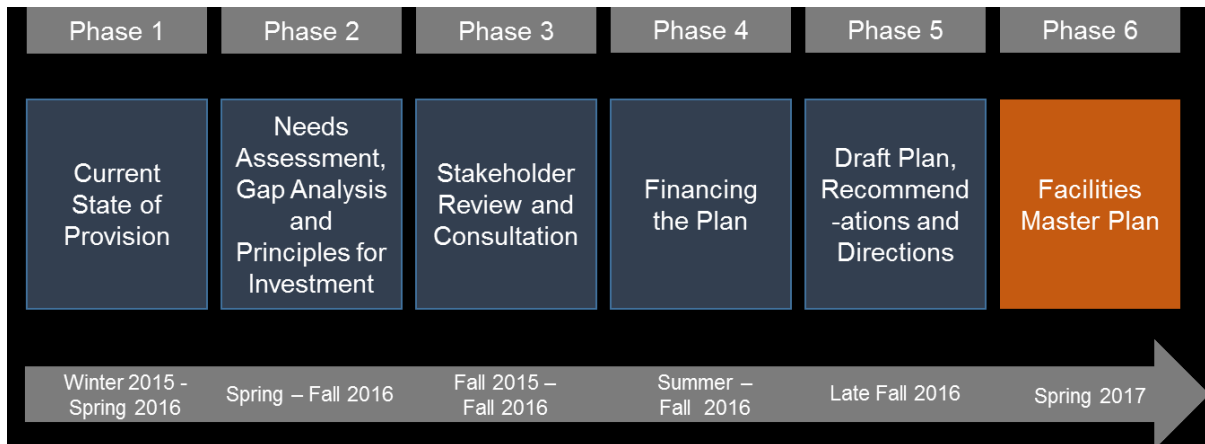 Phase 1
Phase 2
Phase 3
Phase 4
Phase 5
Phase 6
Current
State of
Provision
Needs
Assessment,
Gap Analysis
and
Principles for
Investment
Stakeholder
Review and
Consultation
Financing
the Plan
Draft Plan,
Recommend
-ations and
Directions
Facilities
Master Plan
Winter 2015 -
Spring 2016
Spring – Fall 2016
Fall 2015 –
Fall 2016
Summer –
Fall 2016
Late Fall 2016
Spring 2017